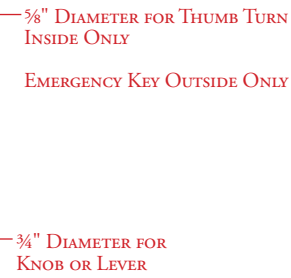 ⅝" Diameter for Thumb Turn
Inside Only
Emergency Key Outside Only
¾" Diameter for
Knob or Lever